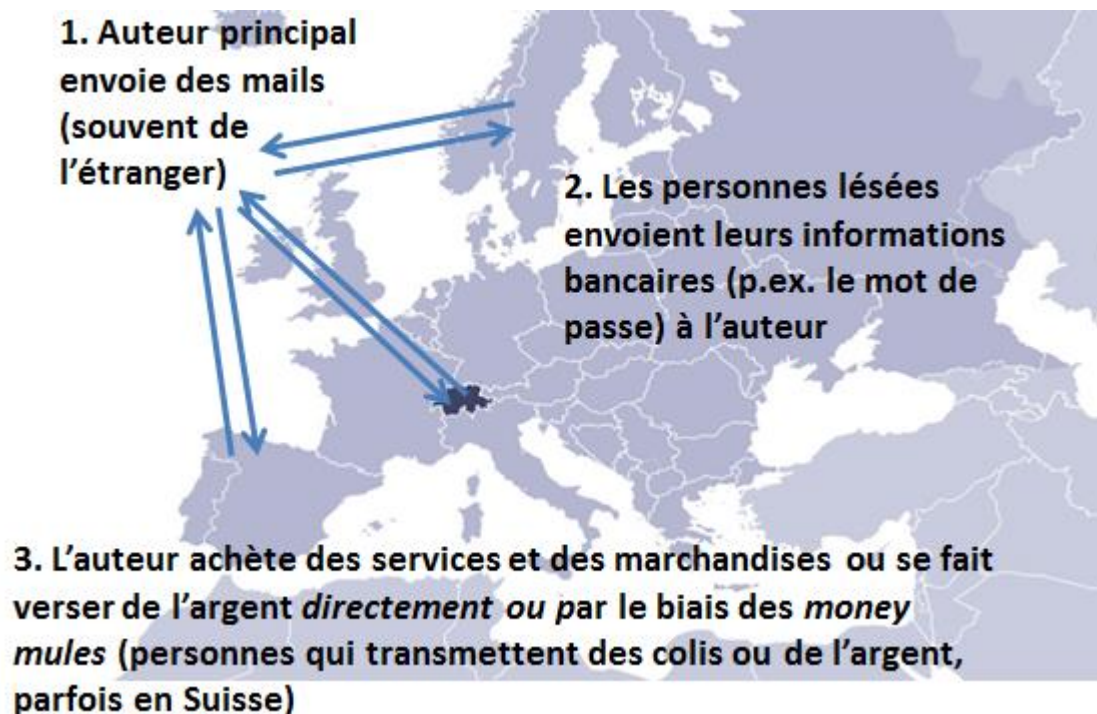 1. Auteur principal
envoie des mails
(souvent de
l'étranger)
2. Les personnes lésées
envoient leurs informations
bancaires (p.ex. le mot de
passe) à l'auteur
3. L'auteur achète des services et des marchandises ou se fait
verser de l'argent directement ou par le biais des money
mules (personnes qui transmettent des colis ou de l'argent,
parfois en Suisse)